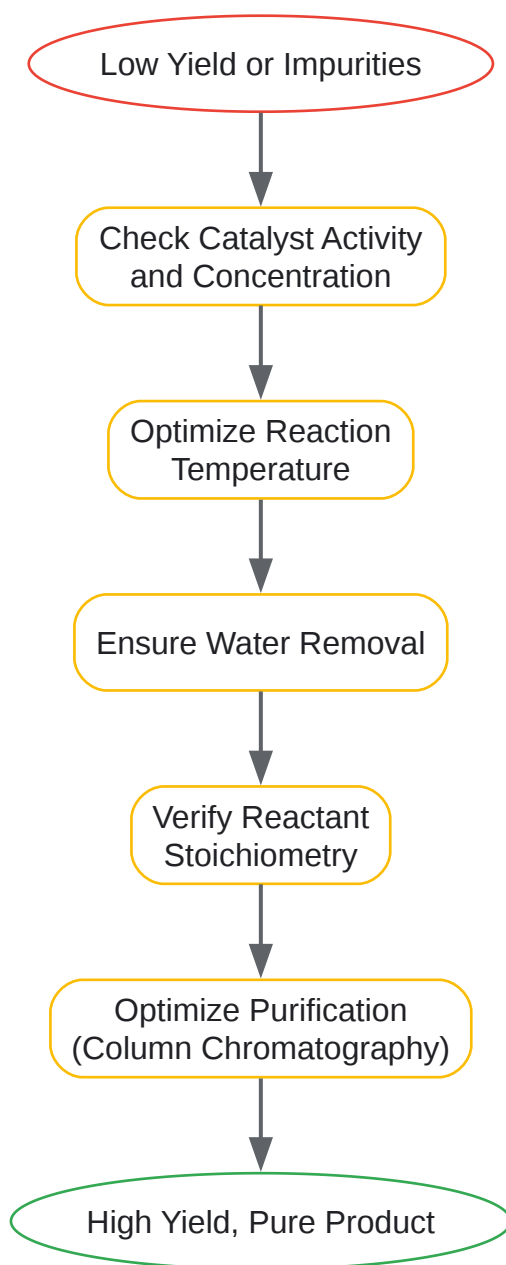 Low Yield or Impurities
Check Catalyst Activity
and Concentration
Optimize Reaction
Temperature
Ensure Water Removal
Verify Reactant
Stoichiometry
Optimize Purification
(Column Chromatography)
High Yield, Pure Product